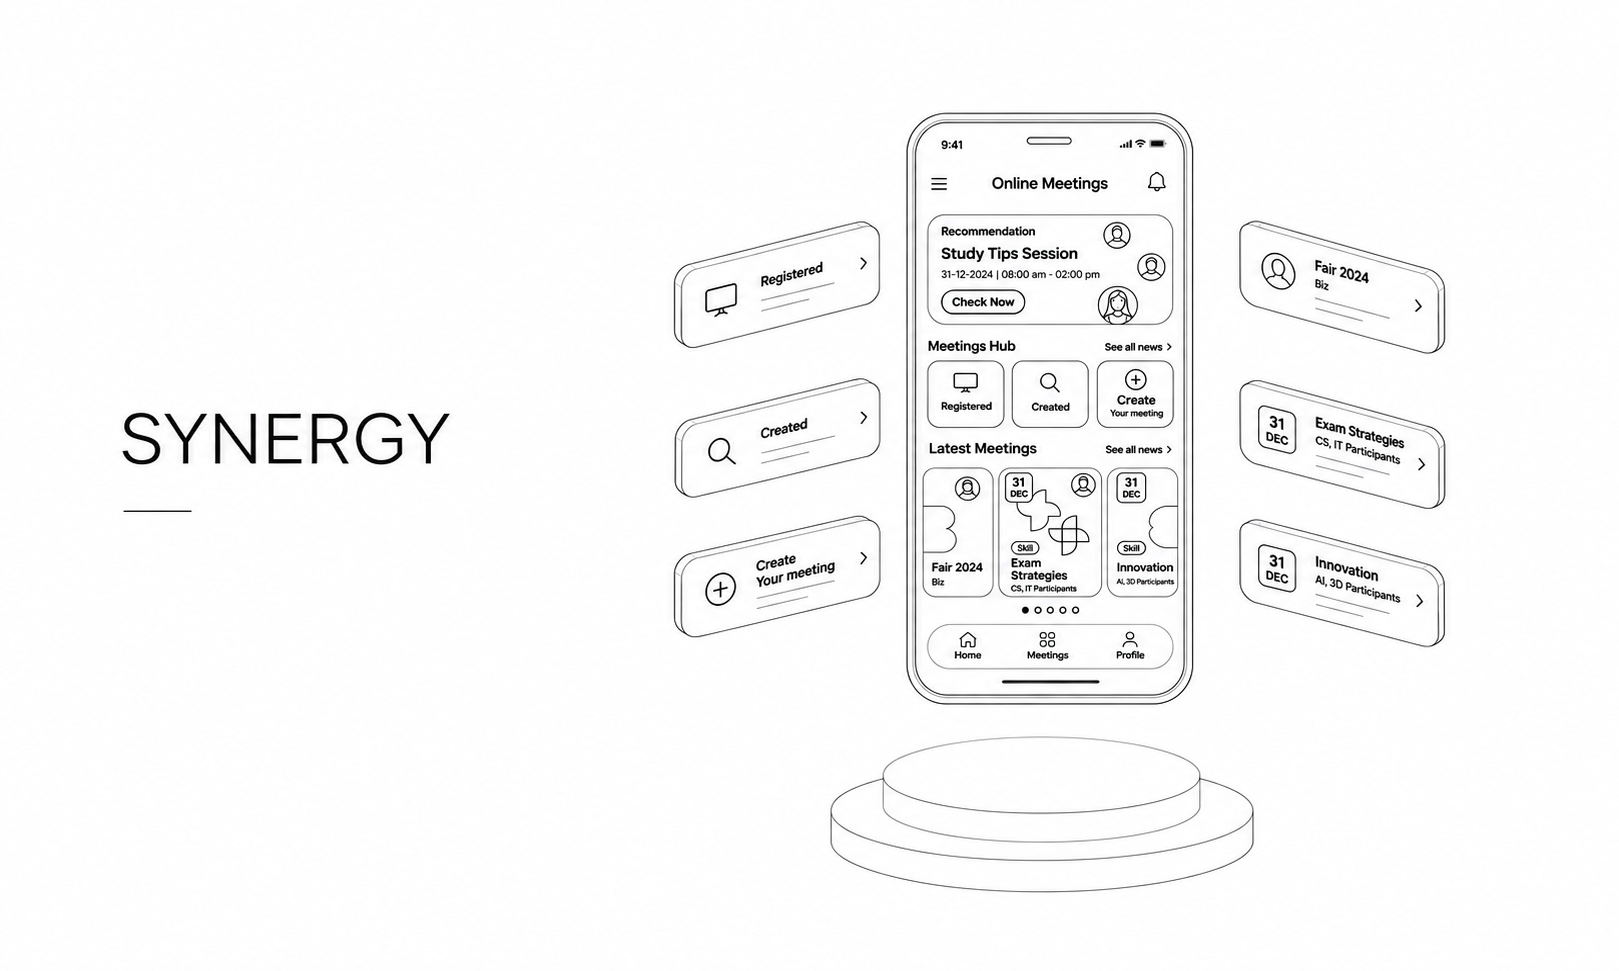 SYNERGY
Registered
Created
Create
Your meeting
9:41
Online Meetings
Recommendation
Study Tips Session
31-12-2024 | 08:00 am - 02:00 pm
Check Now
Meetings Hub
See all news
Registered
Created
Create
Your meeting
Latest Meetings
See all news
Fair 2024
Biz
31
DEC
Skill
Exam
Strategies
CS, IT Participants
31
DEC
Skill
Innovation
AI, 3D Participants
Home
Meetings
Profile
Fair 2024
Biz
31
DEC
Exam Strategies
CS, IT Participants
31
DEC
Innovation
AI, 3D Participants